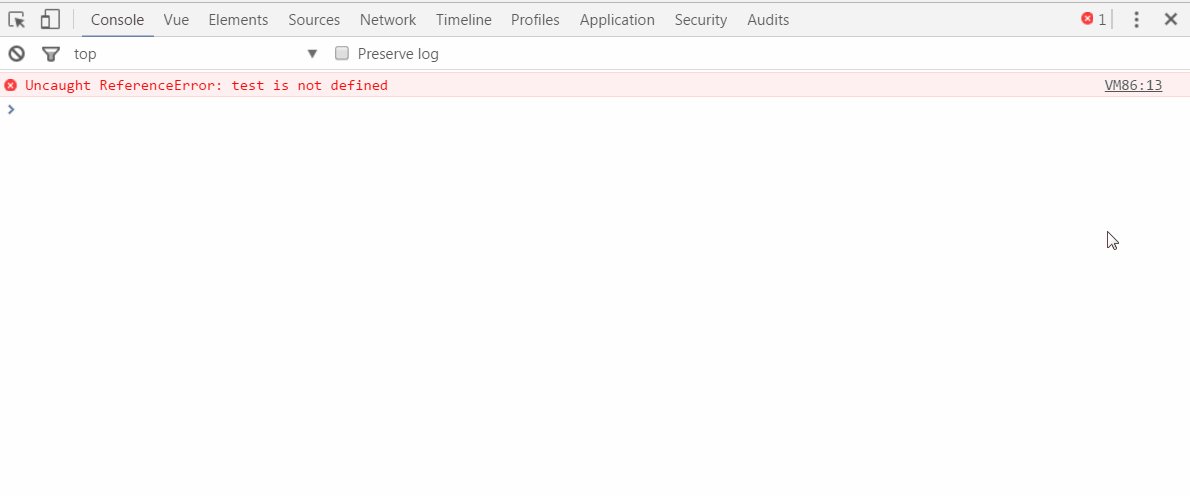 Console Vue Elements Sources Network Timeline Profiles Application Security Audits 1
top ▼ Preserve log
Uncaught ReferenceError: test is not defined VM86:13